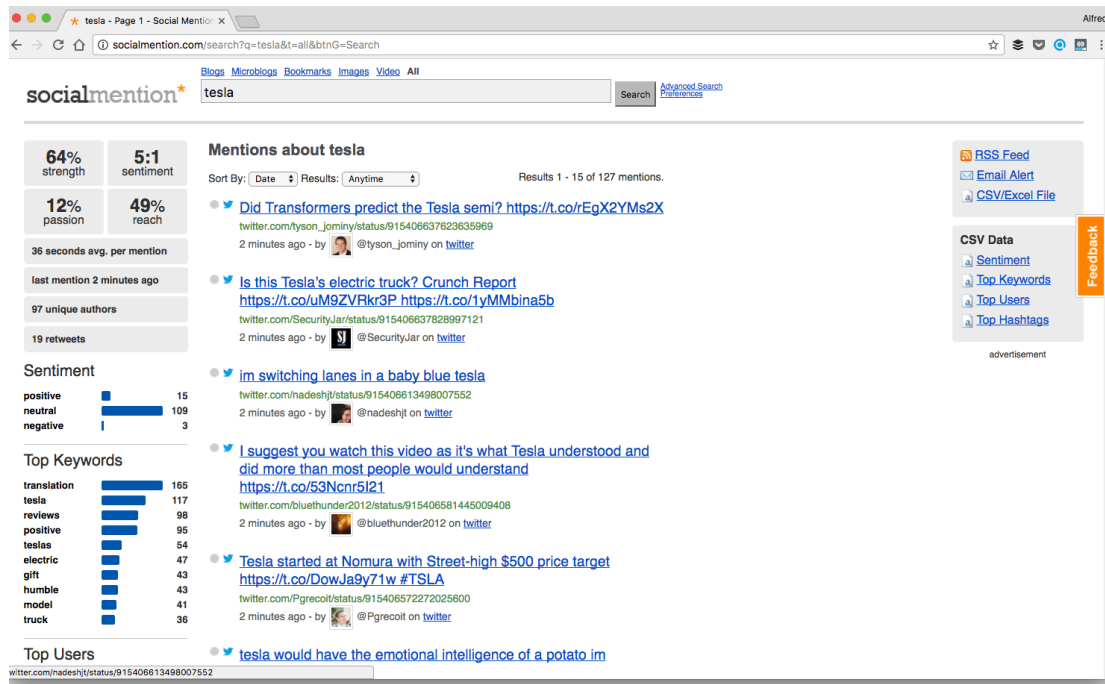 tesla - Page 1 - Social Mention
Alfred
socialmention.com/search?q=tesla&t=all&btnG=Search
Blogs Microblogs Bookmarks Images Video All
socialmention*
tesla
Search
Advanced Search
Preferences
64%
strength
5:1
sentiment
12%
passion
49%
reach
36 seconds avg. per mention
last mention 2 minutes ago
97 unique authors
19 retweets
Sentiment
positive 15
neutral 109
negative 3
Top Keywords
translation 165
tesla 117
reviews 98
positive 95
teslas 54
electric 47
gift 43
humble 43
model 41
truck 36
Top Users
Mentions about tesla
Sort By: Date Results: Anytime Results 1 - 15 of 127 mentions.
Did Transformers predict the Tesla semi? https://t.co/rEgX2YMs2X
twitter.com/tyson_jominy/status/915406637623635969
2 minutes ago - by @tyson_jominy on twitter
Is this Tesla's electric truck? Crunch Report
https://t.co/uM9ZVRkr3P https://t.co/1yMMbina5b
twitter.com/SecurityJar/status/915406637828997121
2 minutes ago - by SJ @SecurityJar on twitter
im switching lanes in a baby blue tesla
twitter.com/nadeshjt/status/915406613498007552
2 minutes ago - by @nadeshjt on twitter
I suggest you watch this video as it's what Tesla understood and
did more than most people would understand
https://t.co/53Ncnr5I21
twitter.com/bluethunder2012/status/915406581445009408
2 minutes ago - by @bluethunder2012 on twitter
Tesla started at Nomura with Street-high $500 price target
https://t.co/DowJa9y71w #TSLA
twitter.com/Pgrecoit/status/915406572272025600
2 minutes ago - by @Pgrecoit on twitter
tesla would have the emotional intelligence of a potato im
RSS Feed
Email Alert
CSV/Excel File
CSV Data
Sentiment
Top Keywords
Top Users
Top Hashtags
advertisement
Feedback
witter.com/nadeshjt/status/915406613498007552